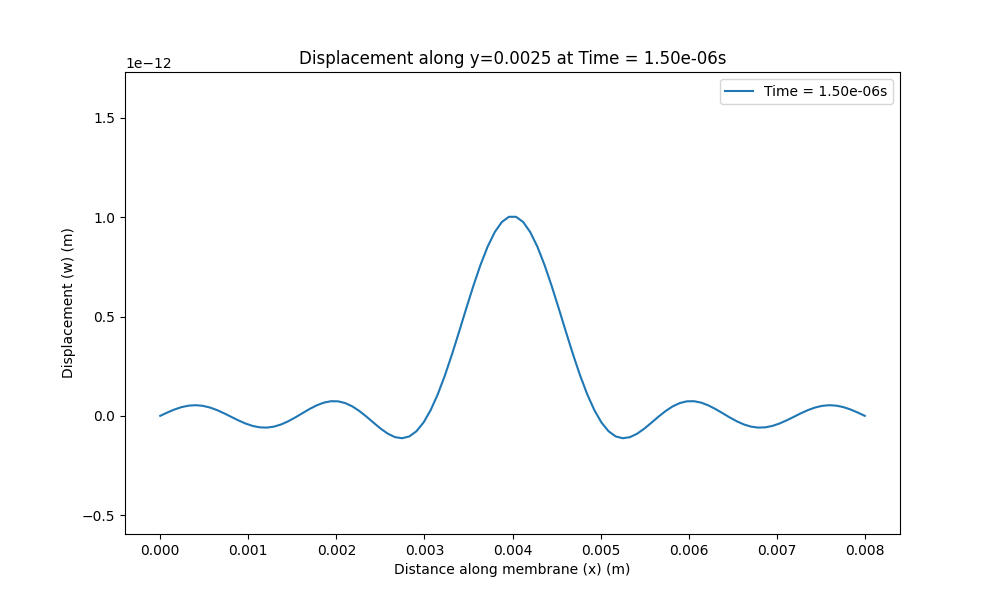 Displacement along y=0.0025 at Time = 1.50e-06s
1e−12
Time = 1.50e-06s
1.5
1.0
0.5
0.0
−0.5
Displacement (w) (m)
0.000 0.001 0.002 0.003 0.004 0.005 0.006 0.007 0.008
Distance along membrane (x) (m)